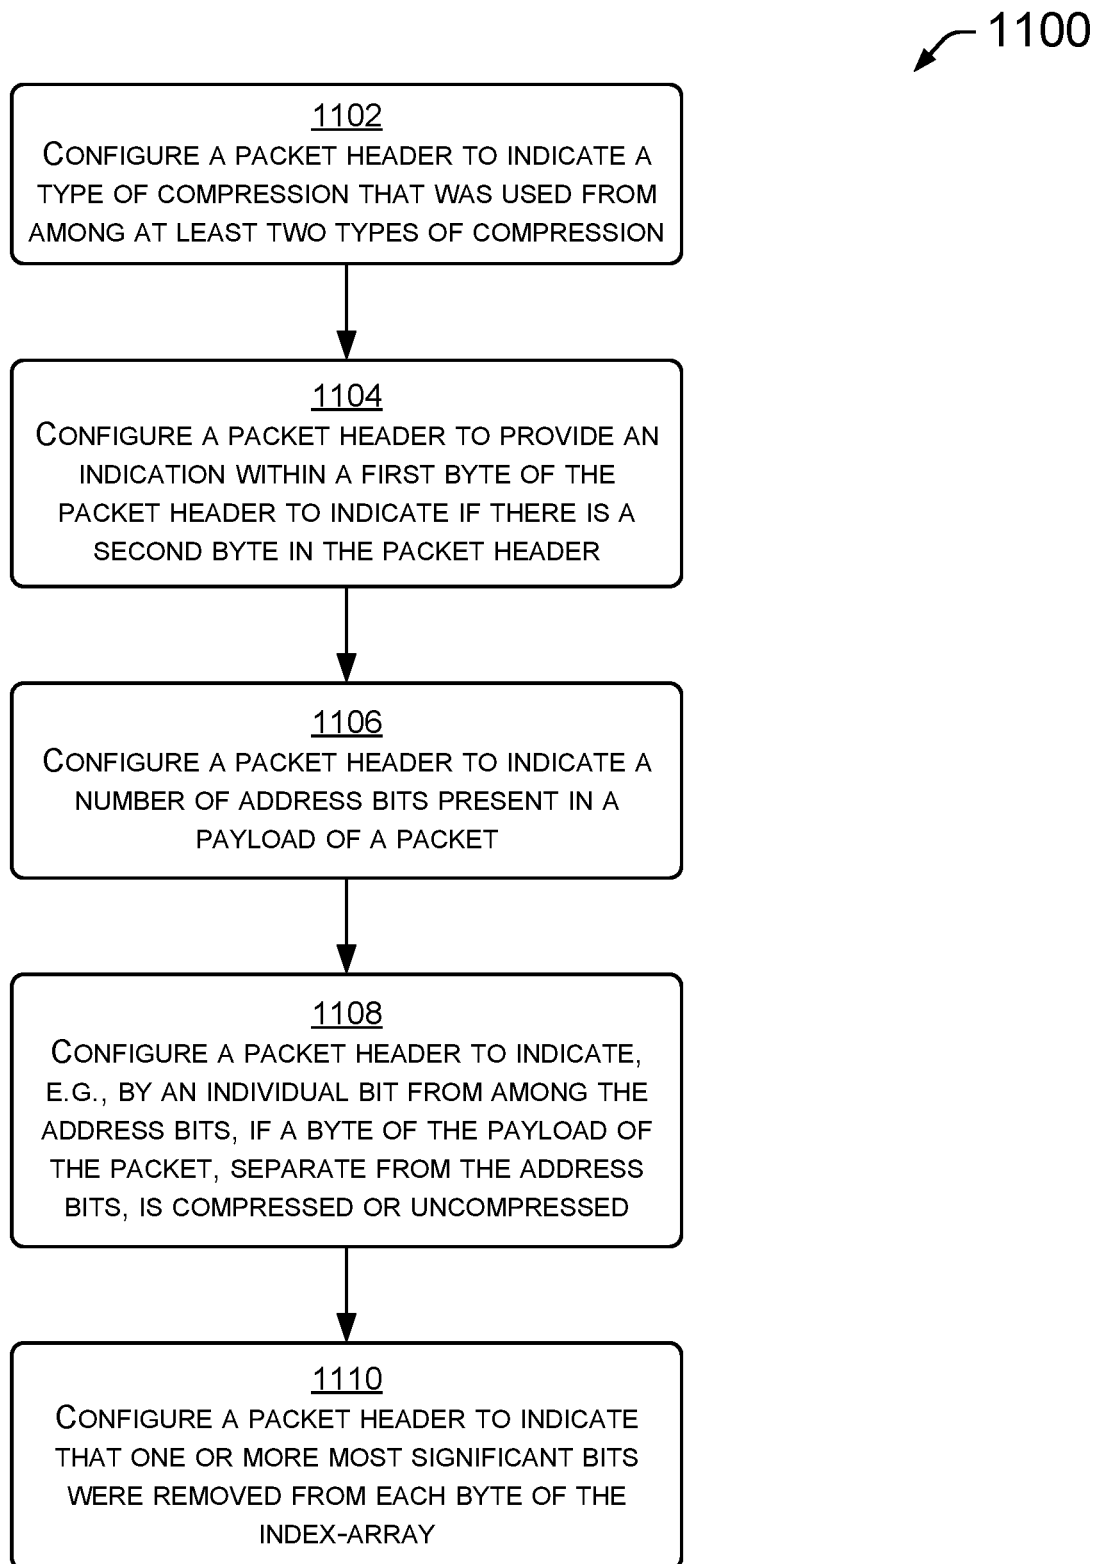 1100
1102
CONFIGURE A PACKET HEADER TO INDICATE A
TYPE OF COMPRESSION THAT WAS USED FROM
AMONG AT LEAST TWO TYPES OF COMPRESSION
1104
CONFIGURE A PACKET HEADER TO PROVIDE AN
INDICATION WITHIN A FIRST BYTE OF THE
PACKET HEADER TO INDICATE IF THERE IS A
SECOND BYTE IN THE PACKET HEADER
1106
CONFIGURE A PACKET HEADER TO INDICATE A
NUMBER OF ADDRESS BITS PRESENT IN A
PAYLOAD OF A PACKET
1108
CONFIGURE A PACKET HEADER TO INDICATE,
E.G., BY AN INDIVIDUAL BIT FROM AMONG THE
ADDRESS BITS, IF A BYTE OF THE PAYLOAD OF
THE PACKET, SEPARATE FROM THE ADDRESS
BITS, IS COMPRESSED OR UNCOMPRESSED
1110
CONFIGURE A PACKET HEADER TO INDICATE
THAT ONE OR MORE MOST SIGNIFICANT BITS
WERE REMOVED FROM EACH BYTE OF THE
INDEX-ARRAY